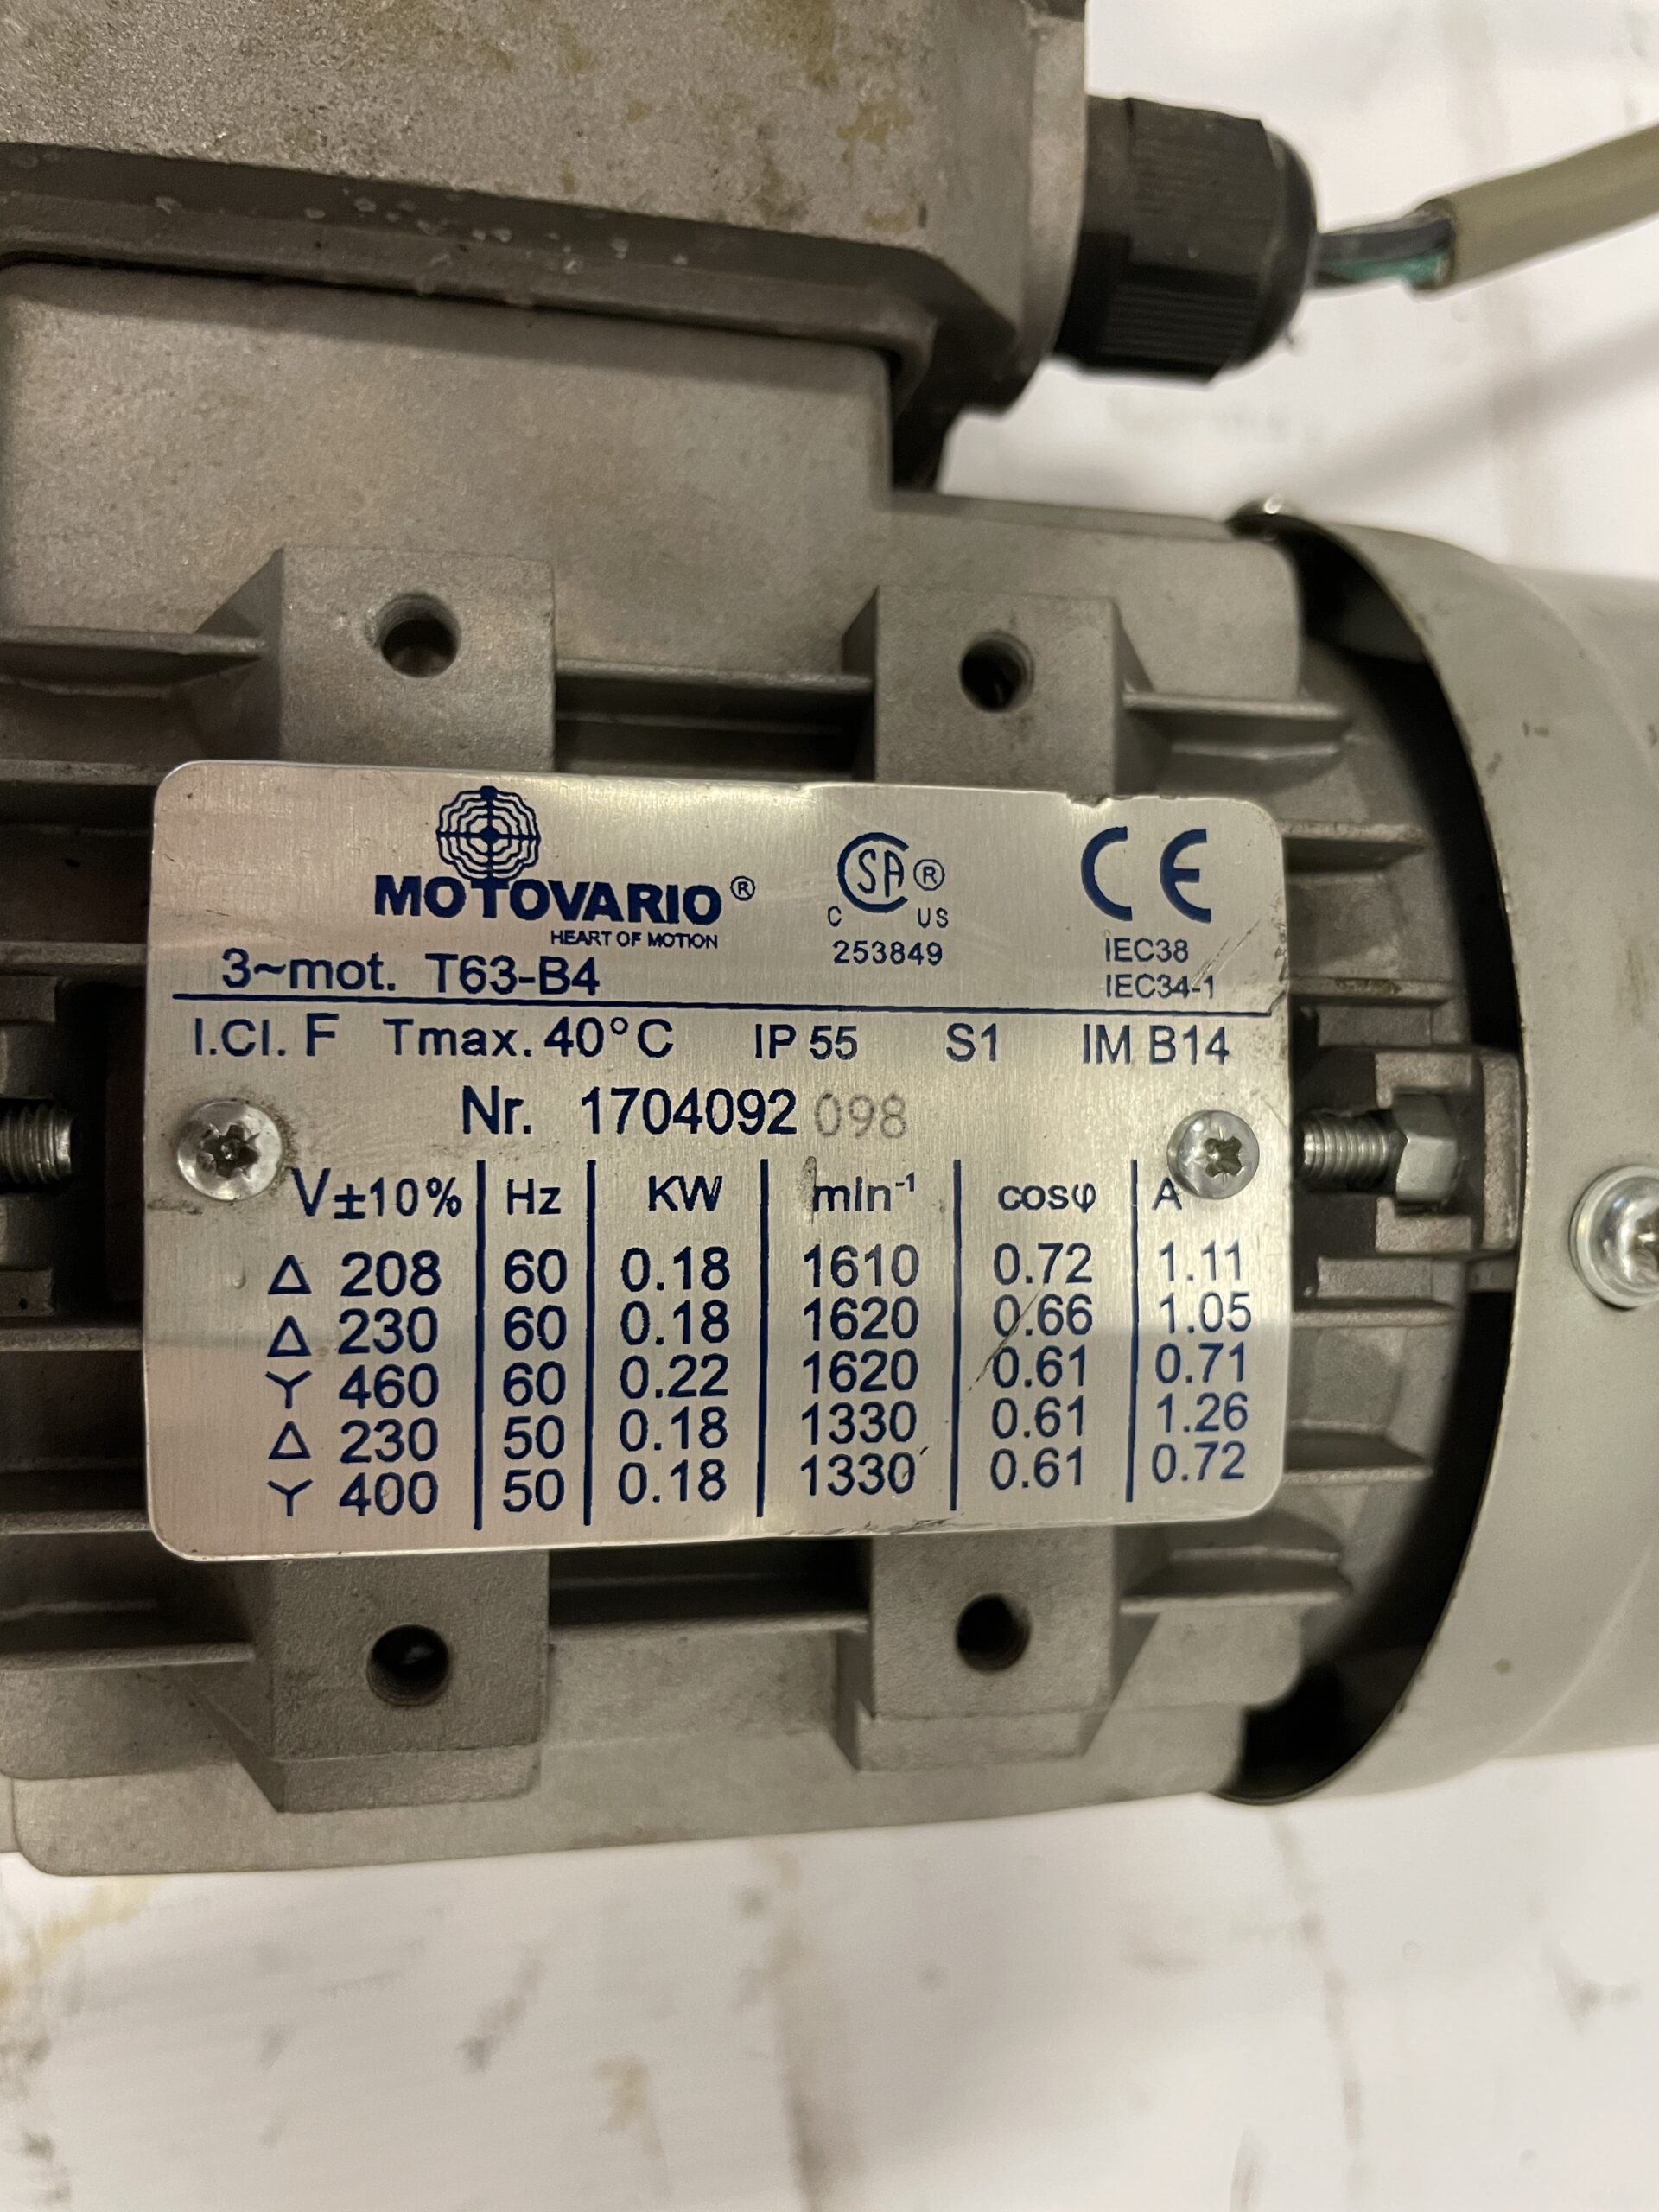 MOTOVARIO®
HEART OF MOTION
3~mot. T63-B4
CSA®
C US
253849
CE
IEC38
IEC34-1
I.Cl. F Tmax. 40°C IP 55 S1 IM B14
Nr. 1704092 098
V±10% Hz KW min-1 cosφ A
Δ 208 60 0.18 1610 0.72 1.11
Δ 230 60 0.18 1620 0.66 1.05
Y 460 60 0.22 1620 0.61 0.71
Δ 230 50 0.18 1330 0.61 1.26
Y 400 50 0.18 1330 0.61 0.72